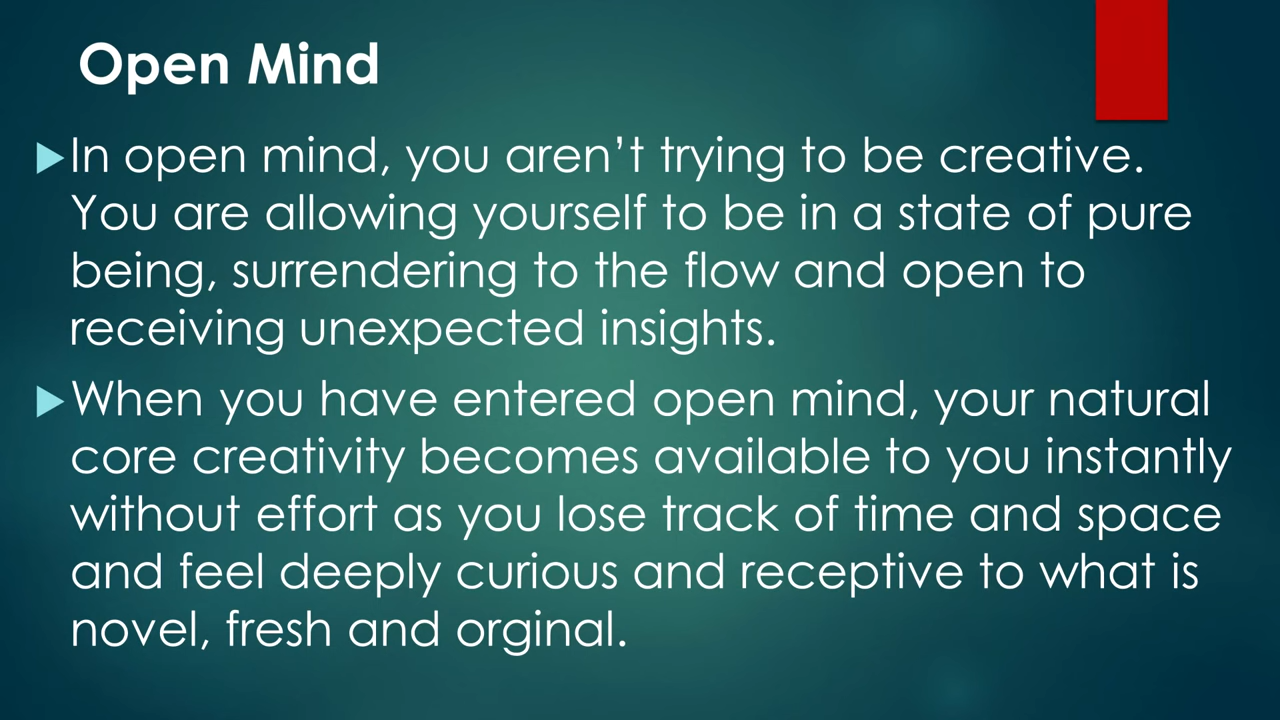 Open Mind
In open mind, you aren’t trying to be creative.
You are allowing yourself to be in a state of pure
being, surrendering to the flow and open to
receiving unexpected insights.
When you have entered open mind, your natural
core creativity becomes available to you instantly
without effort as you lose track of time and space
and feel deeply curious and receptive to what is
novel, fresh and orginal.